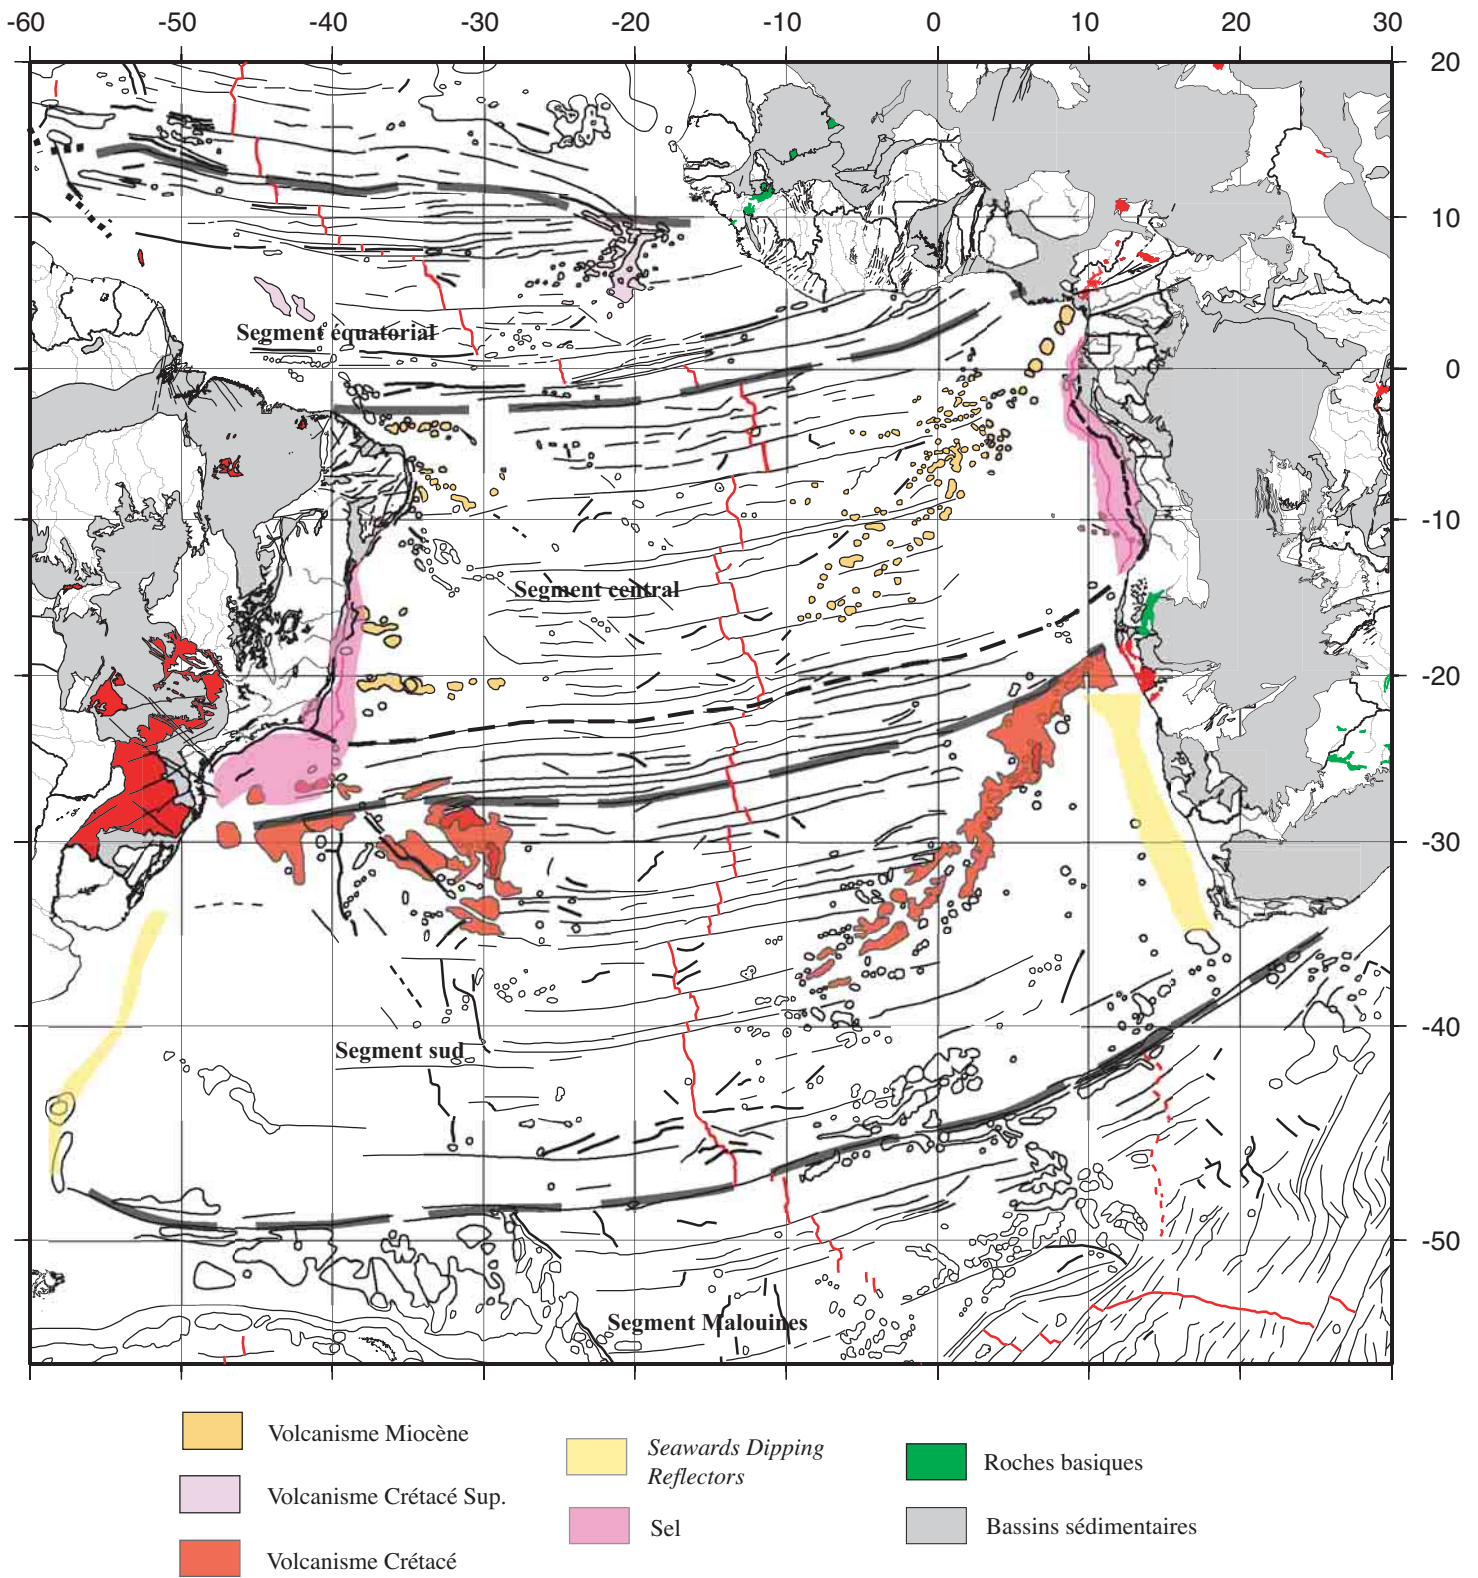 -60 -50 -40 -30 -20 -10 0 10 20 30
20
10
Segment équatorial
0
-10
Segment central
-20
-30
-40
Segment sud
-50
Segment Malouines
Volcanisme Miocène
Volcanisme Crétacé Sup.
Volcanisme Crétacé
Seawards Dipping
Reflectors
Sel
Roches basiques
Bassins sédimentaires